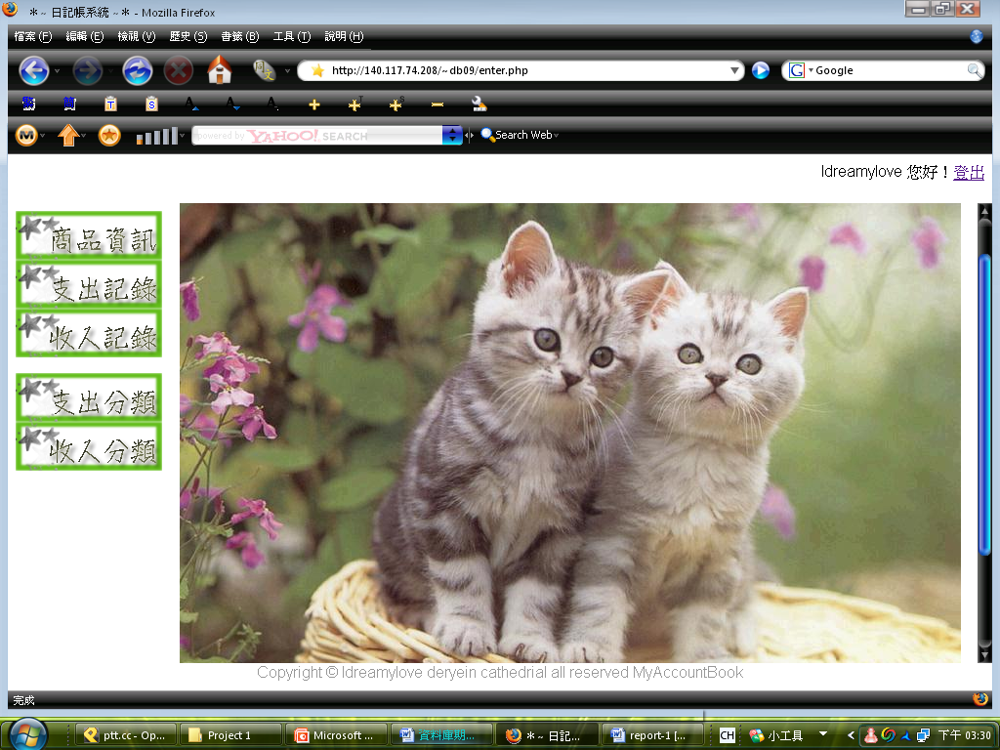 ＊~ 日記帳系統 ~＊ - Mozilla Firefox
檔案 (F) 編輯 (E) 檢視 (V) 歷史 (S) 書籤 (B) 工具 (T) 說明 (H)
http://140.117.74.208/~db09/enter.php
G Google
T S A A A T S
M powered by YAHOO! SEARCH Search Web
ldreamylove 您好！登出
商品資訊
支出記錄
收入記錄
支出分類
收入分類
Copyright © ldreamylove deryein cathedrial all reserved MyAccountBook
完成
ptt.cc - Op... Project 1 Microsoft ... 資料庫期... ＊~ 日記... report-1 [... CH 小工具 下午 03:30